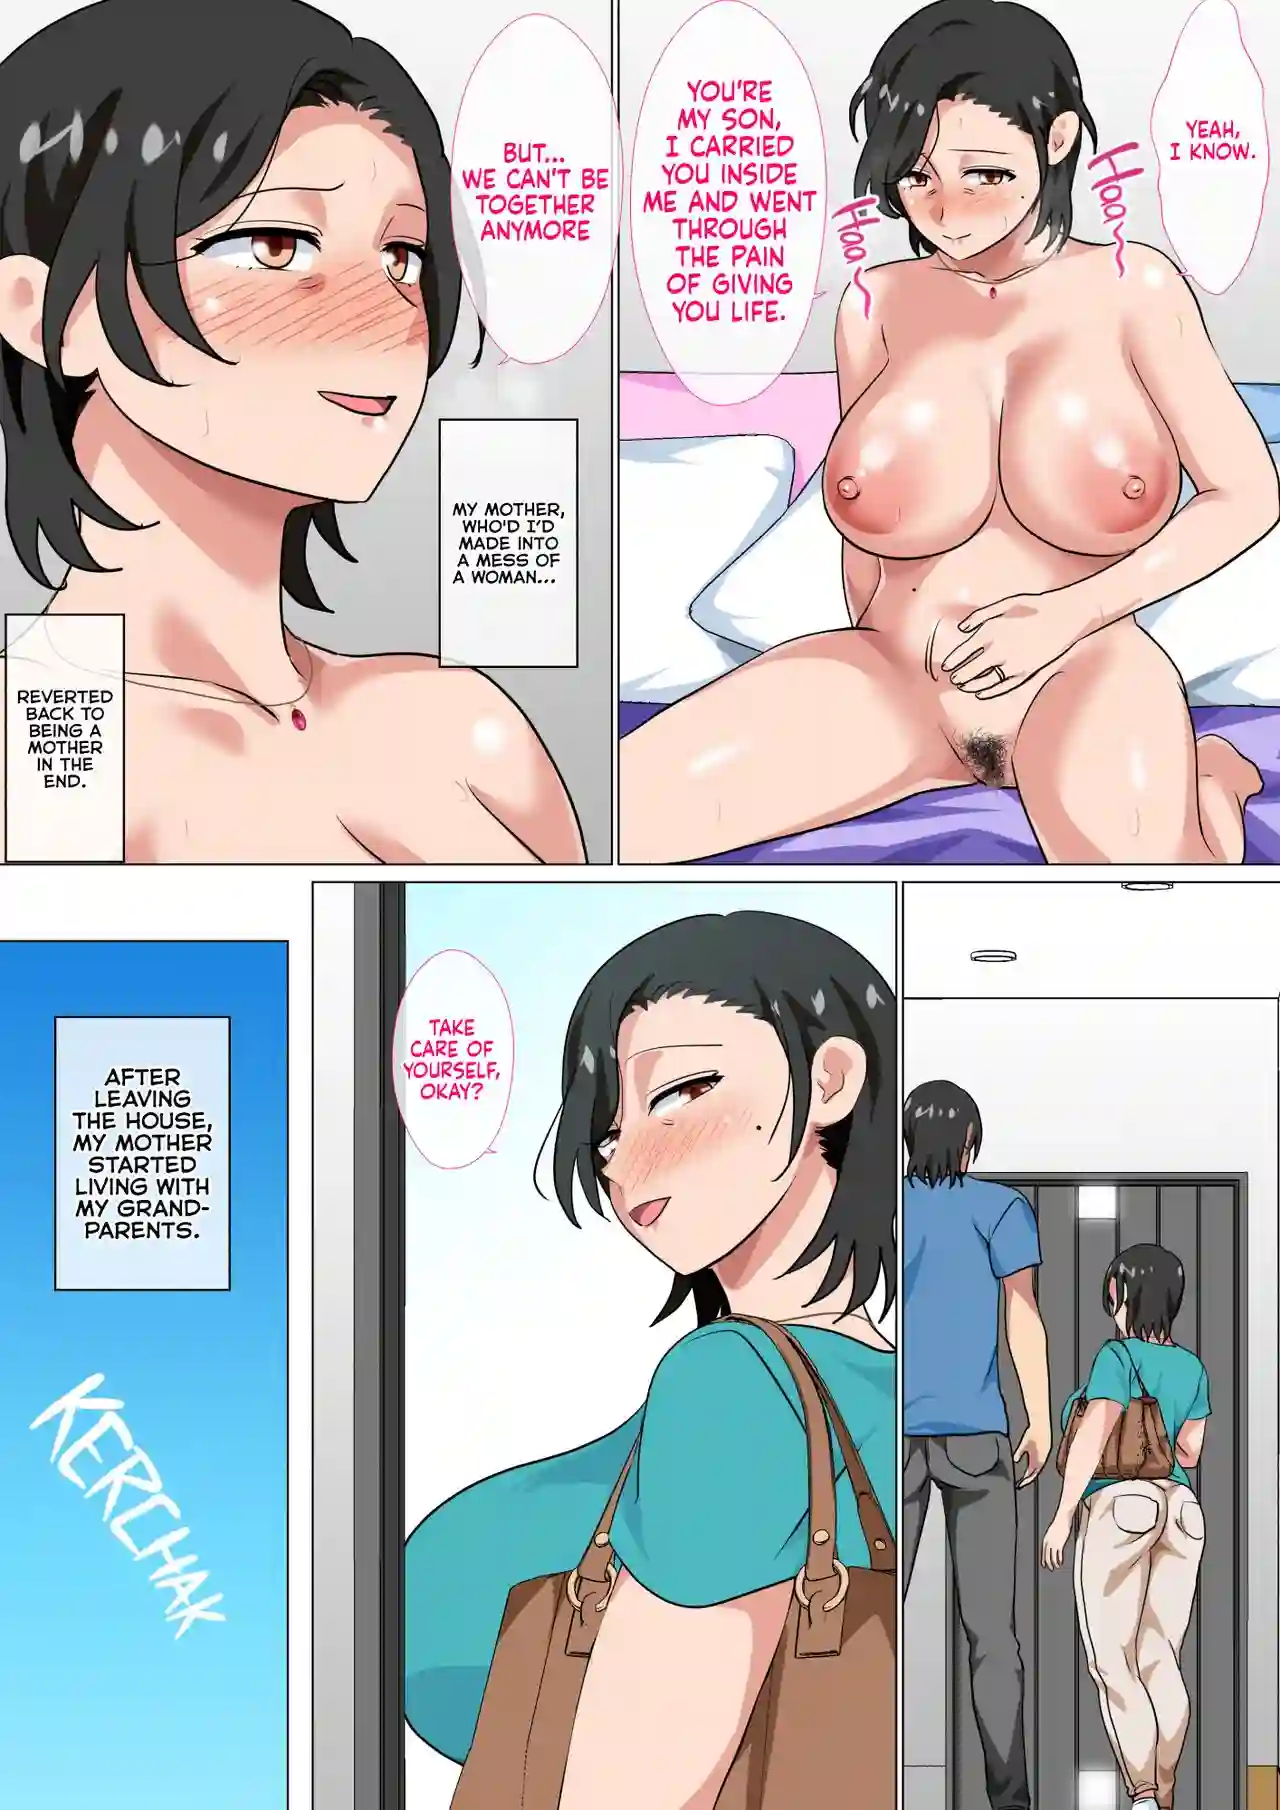 YEAH,
I KNOW.
YOU'RE
MY SON,
I CARRIED
YOU INSIDE
ME AND WENT
THROUGH
THE PAIN
OF GIVING
YOU LIFE.
Haa~
Haa~
BUT...
WE CAN'T BE
TOGETHER
ANYMORE
MY MOTHER,
WHO'D I'D
MADE INTO
A MESS OF
A WOMAN...
REVERTED
BACK TO
BEING A
MOTHER
IN THE
END.
TAKE
CARE OF
YOURSELF,
OKAY?
AFTER
LEAVING
THE HOUSE,
MY MOTHER
STARTED
LIVING WITH
MY GRAND-
PARENTS.
KERCHAK